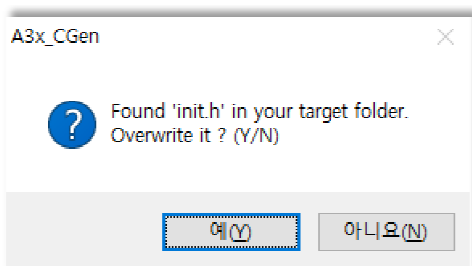 A3x_CGen
Found 'init.h' in your target folder.
Overwrite it ? (Y/N)
예(Y)
아니요(N)